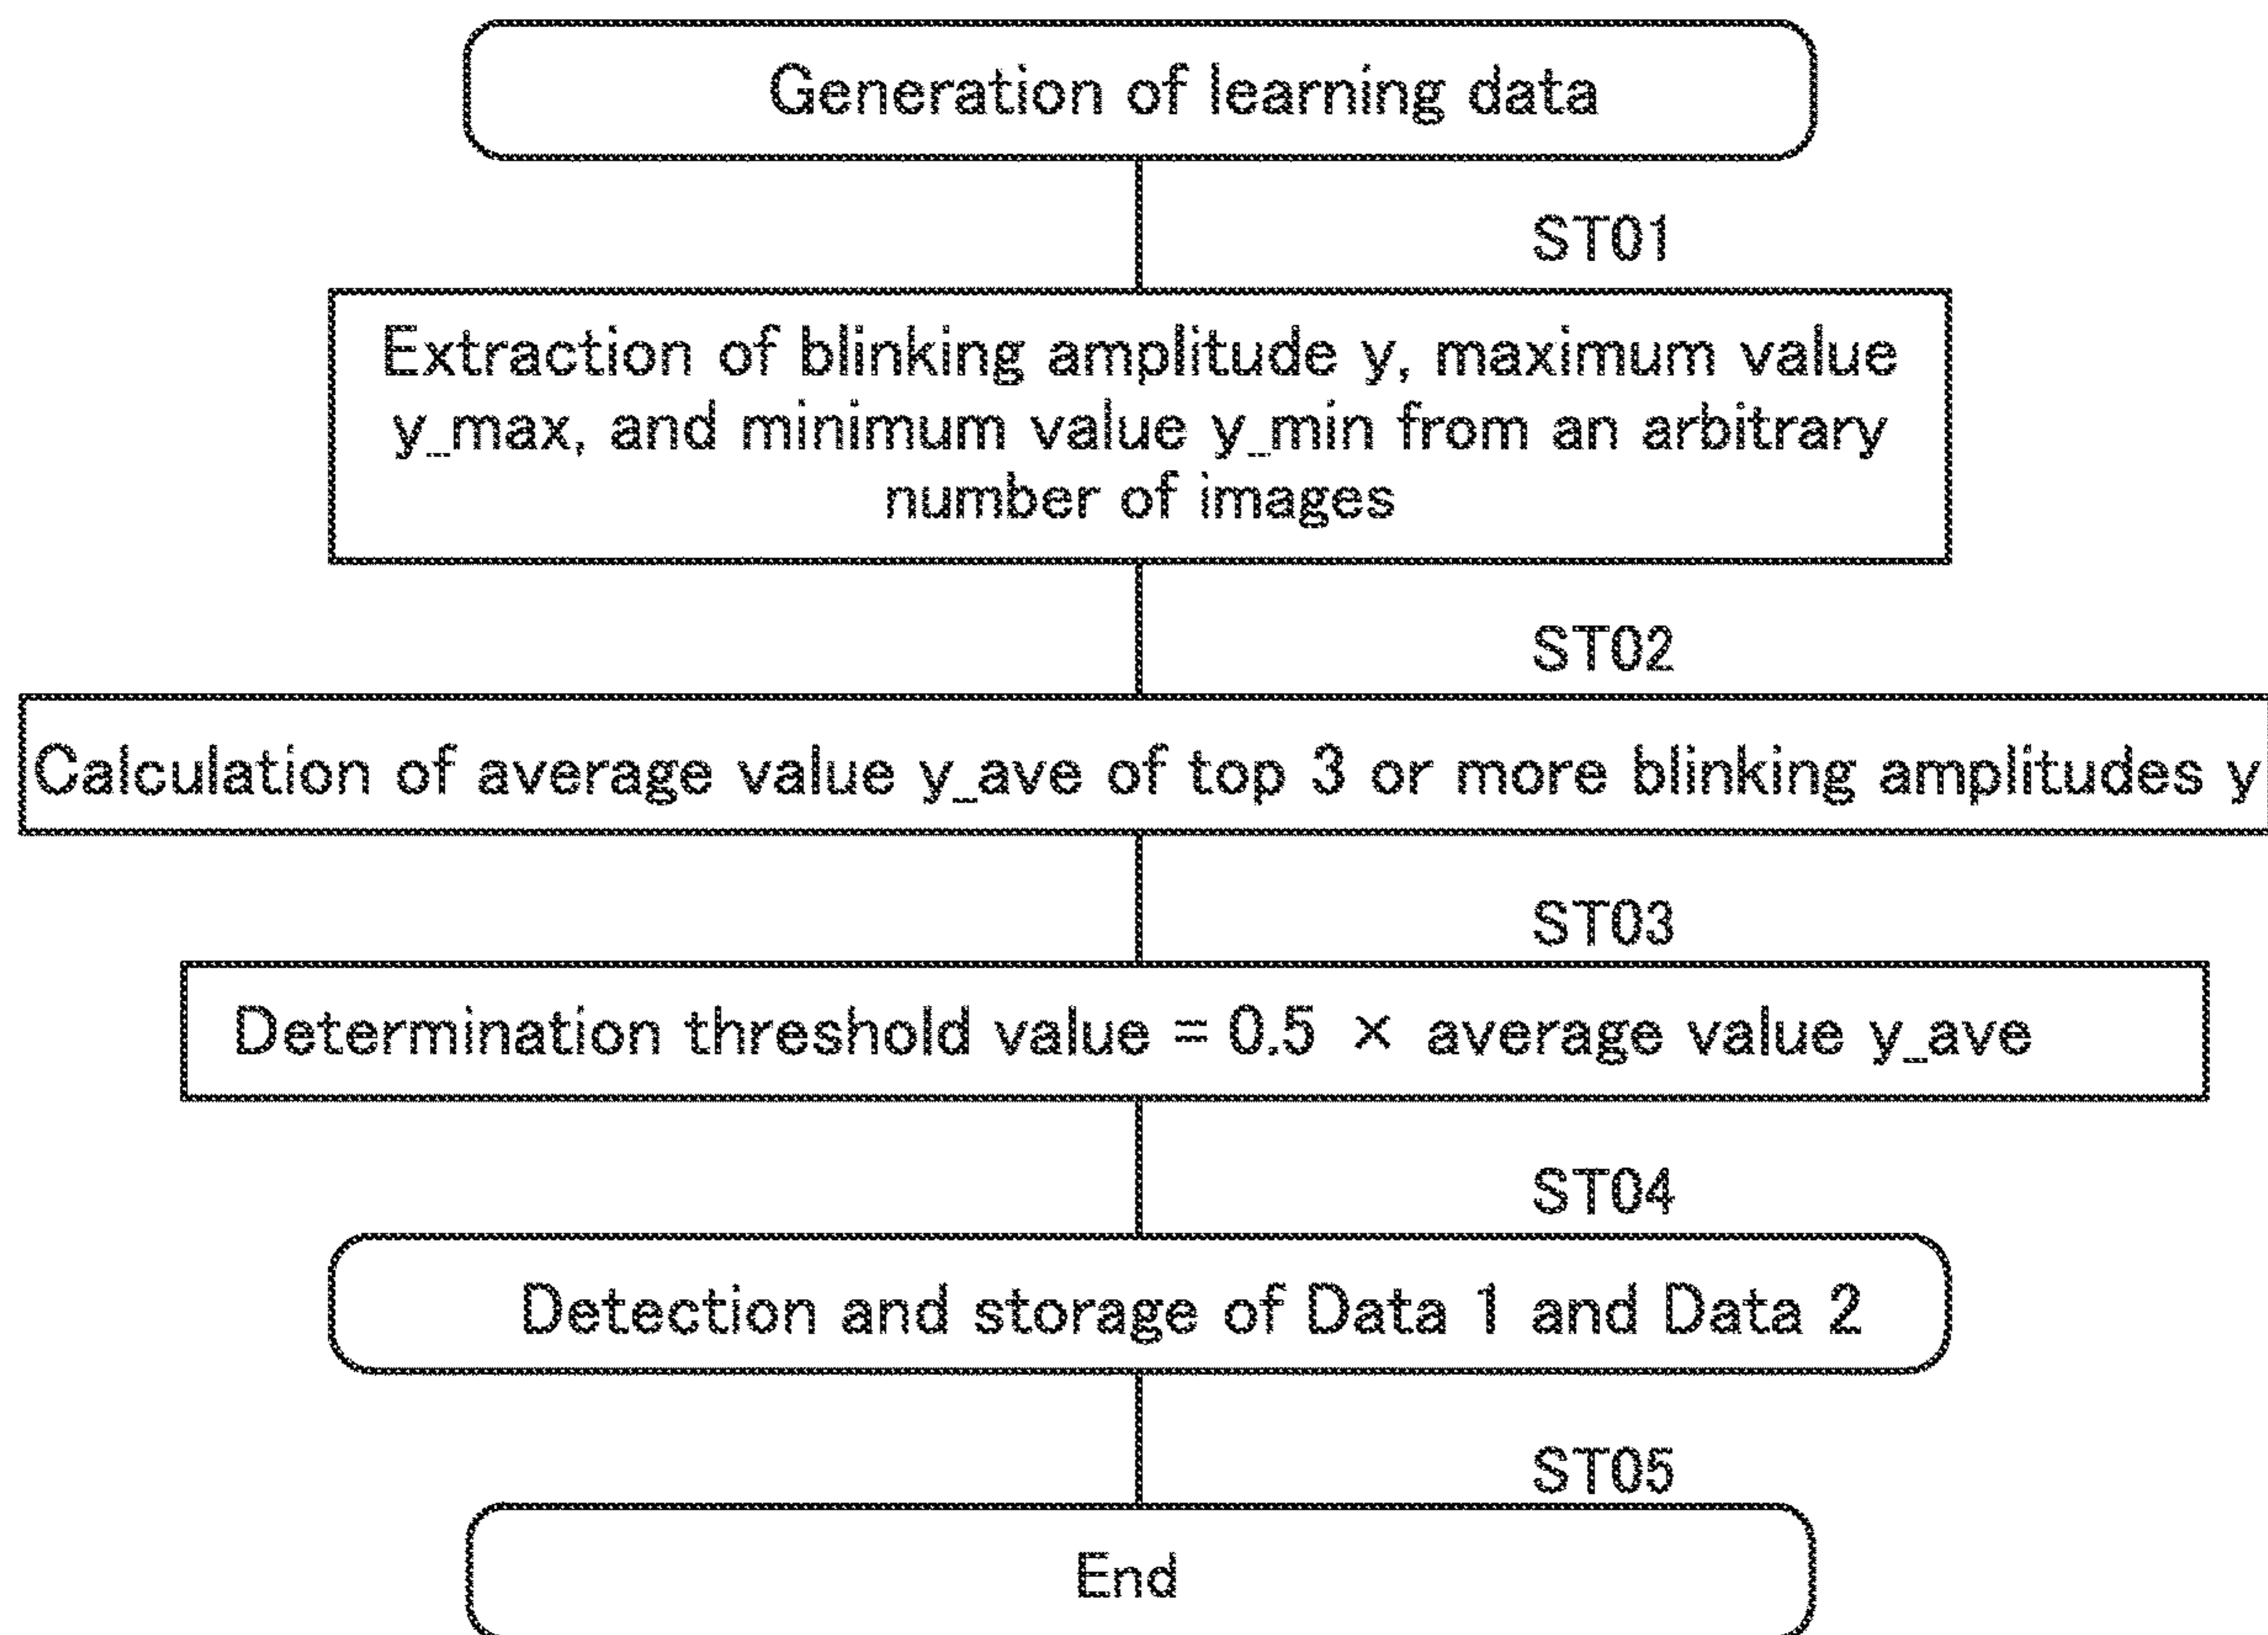 Generation of learning data
ST01
Extraction of blinking amplitude y, maximum value
y_max, and minimum value y_min from an arbitrary
number of images
ST02
Calculation of average value y_ave of top 3 or more blinking amplitudes y
ST03
Determination threshold value = 0.5 × average value y_ave
ST04
Detection and storage of Data 1 and Data 2
ST05
End